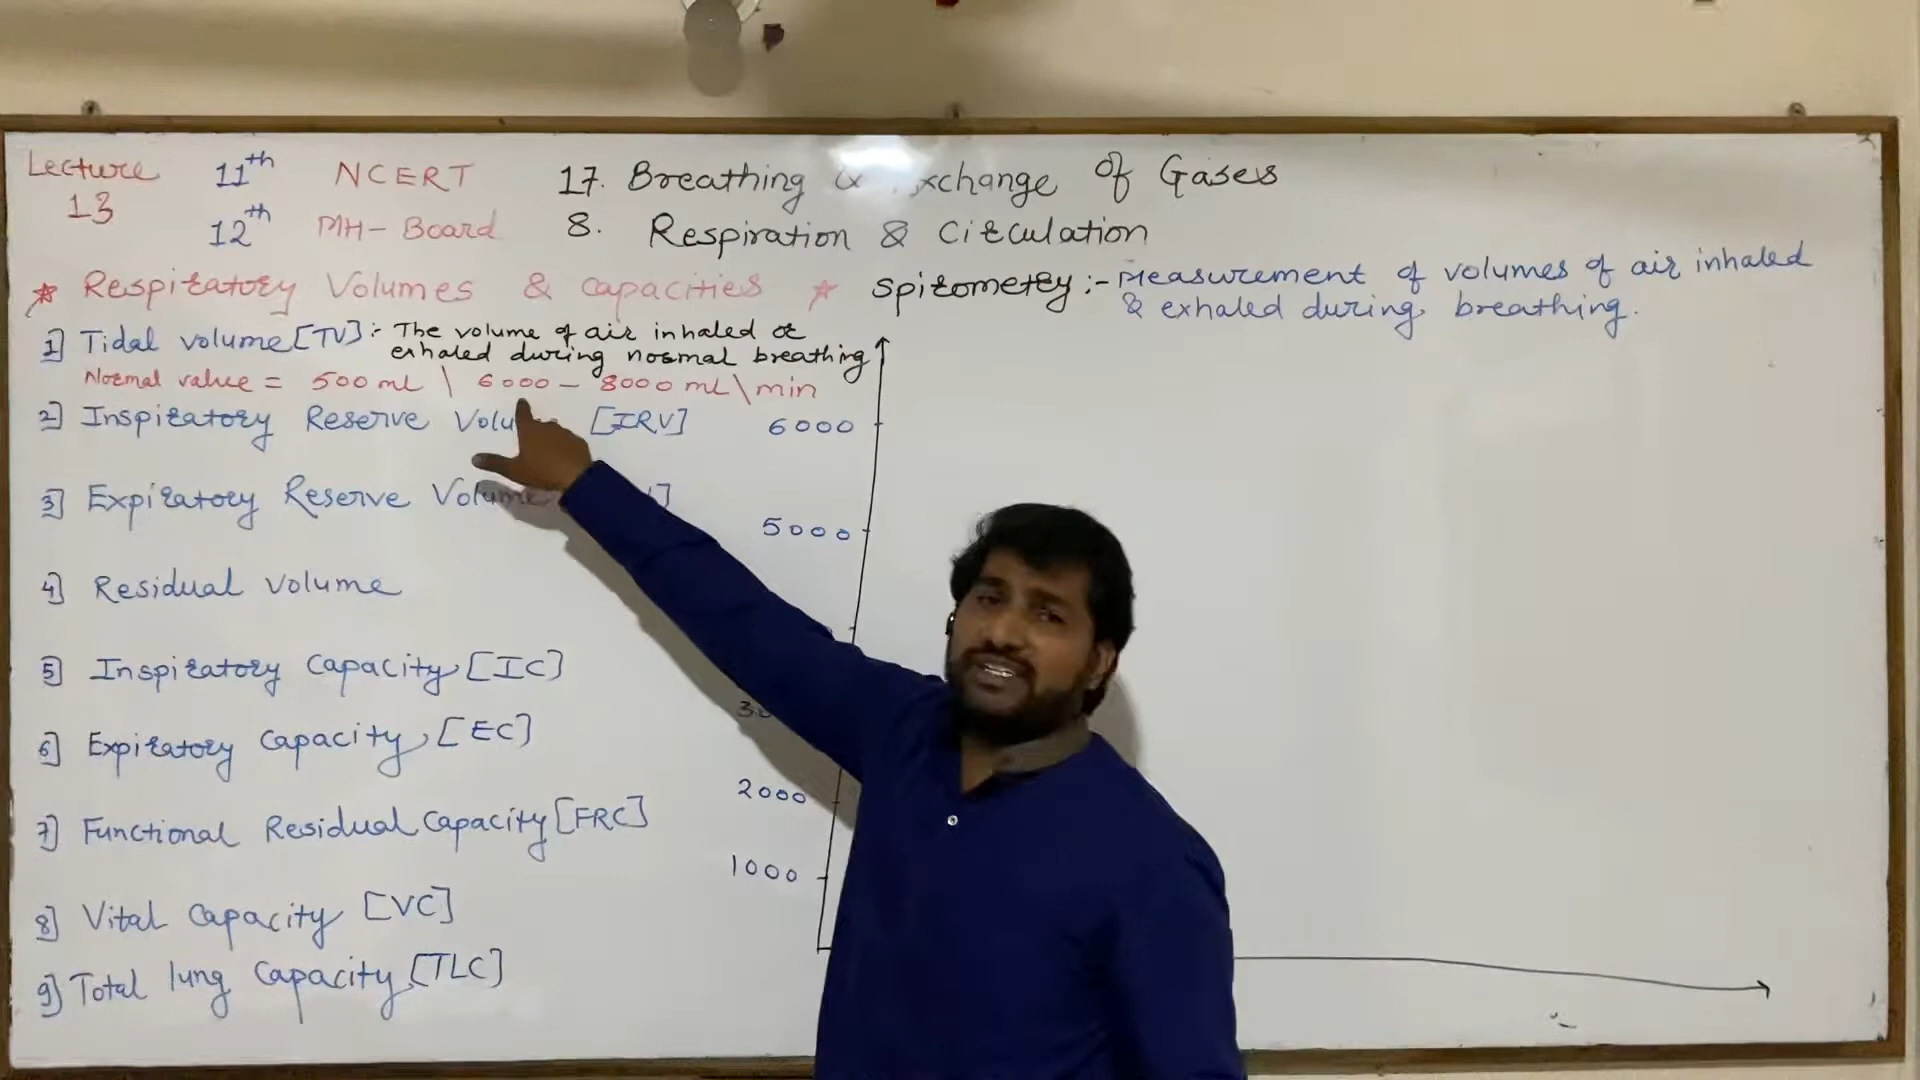 Lecture 13
11th NCERT 17. Breathing & xchange of Gases
12th MH-Board 8. Respiration & Circulation
Respiratory Volumes & capacities
spirometry:- Measurement of volumes of air inhaled
& exhaled during breathing.
1] Tidal volume [TV]:- The volume of air inhaled or
exhaled during normal breathing
Normal value = 500 ml \ 6000 - 8000 ml\min
2] Inspiratory Reserve Volu [IRV]
3] Expiratory Reserve Volume ]
4] Residual volume
5] Inspiratory Capacity [IC]
6] Expiratory Capacity [EC]
7] Functional Residual Capacity [FRC]
8] Vital Capacity [VC]
9] Total lung Capacity [TLC]
6000
5000
2000
1000